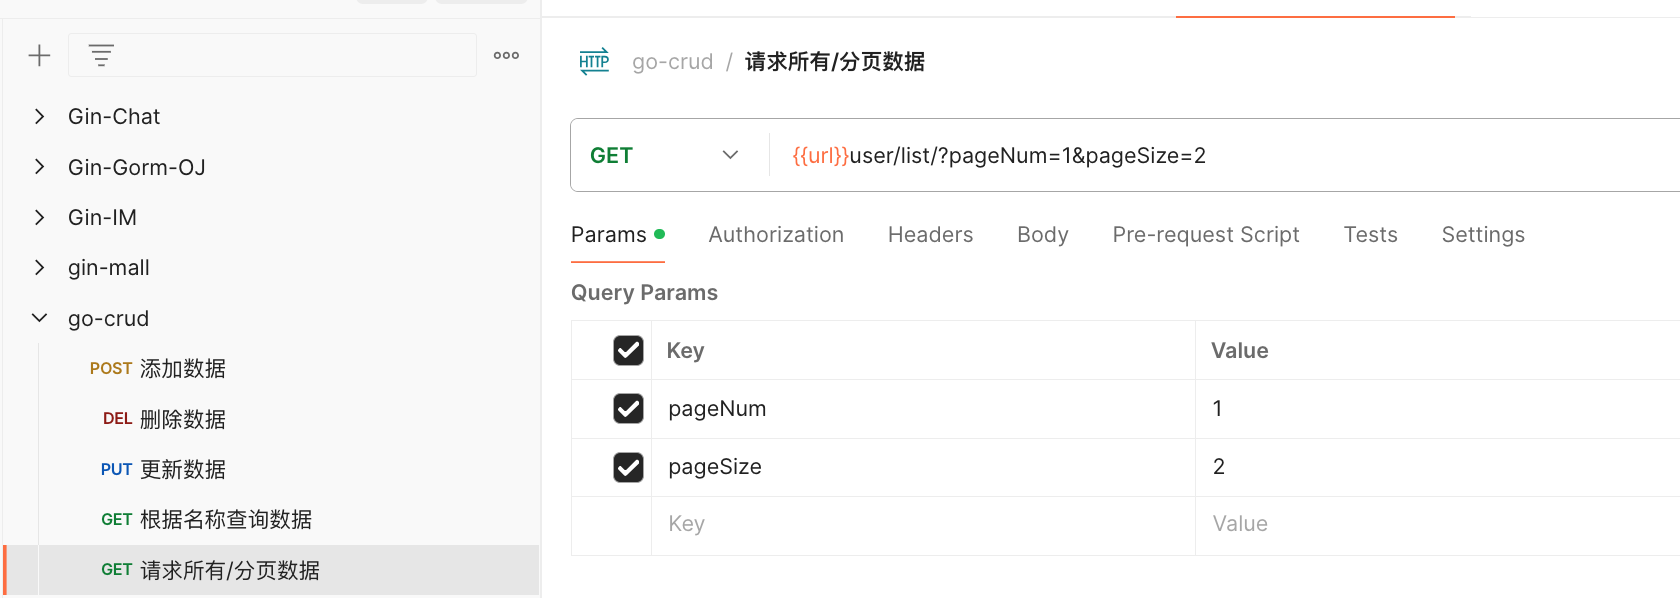 Gin-Chat
Gin-Gorm-OJ
Gin-IM
gin-mall
go-crud
POST 添加数据
DEL 删除数据
PUT 更新数据
GET 根据名称查询数据
GET 请求所有/分页数据
HTTP go-crud / 请求所有/分页数据
GET {{url}}user/list/?pageNum=1&pageSize=2
Params Authorization Headers Body Pre-request Script Tests Settings
Query Params
Key Value
pageNum 1
pageSize 2
Key Value